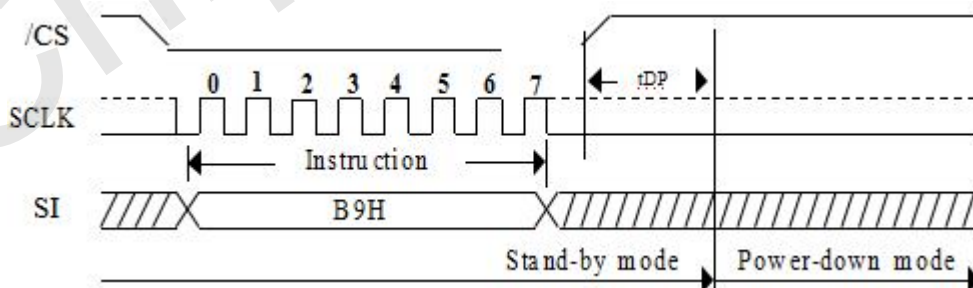 /CS
tDP
0 1 2 3 4 5 6 7
SCLK
Instruction
SI
B9H
Stand-by mode Power-down mode